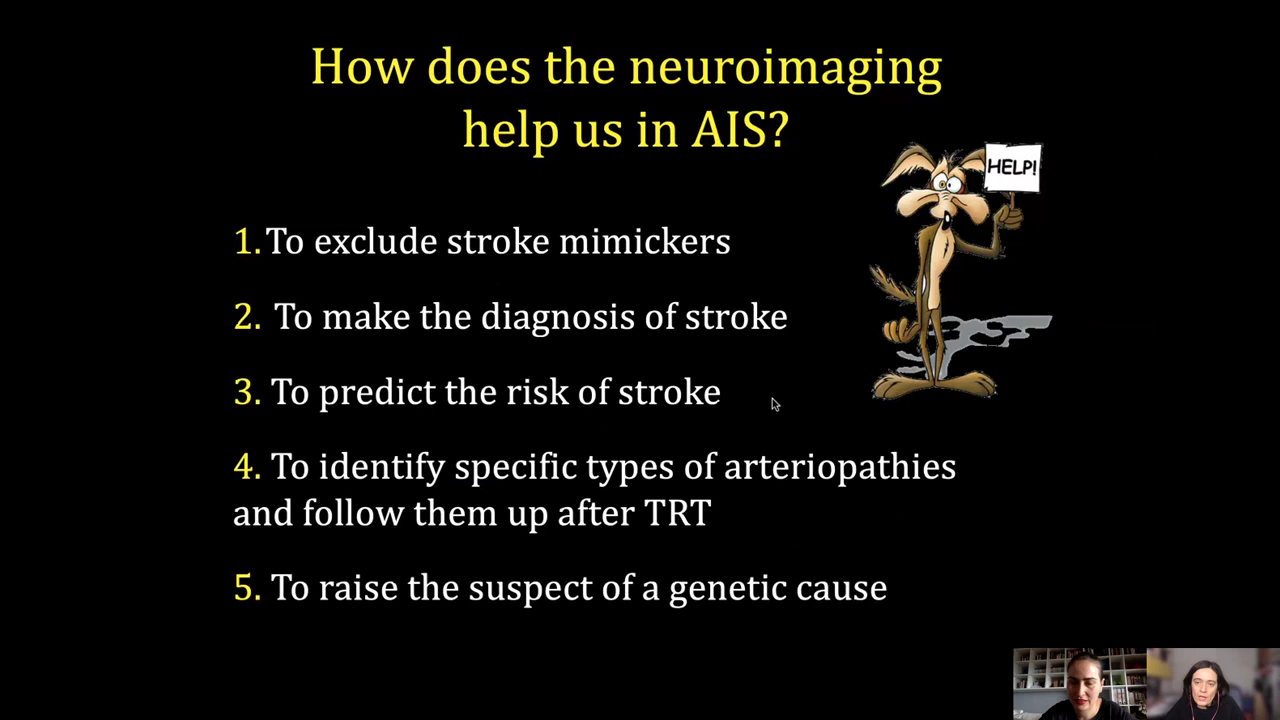 How does the neuroimaging
help us in AIS?
HELP!
1. To exclude stroke mimickers
2. To make the diagnosis of stroke
3. To predict the risk of stroke
4. To identify specific types of arteriopathies
and follow them up after TRT
5. To raise the suspect of a genetic cause